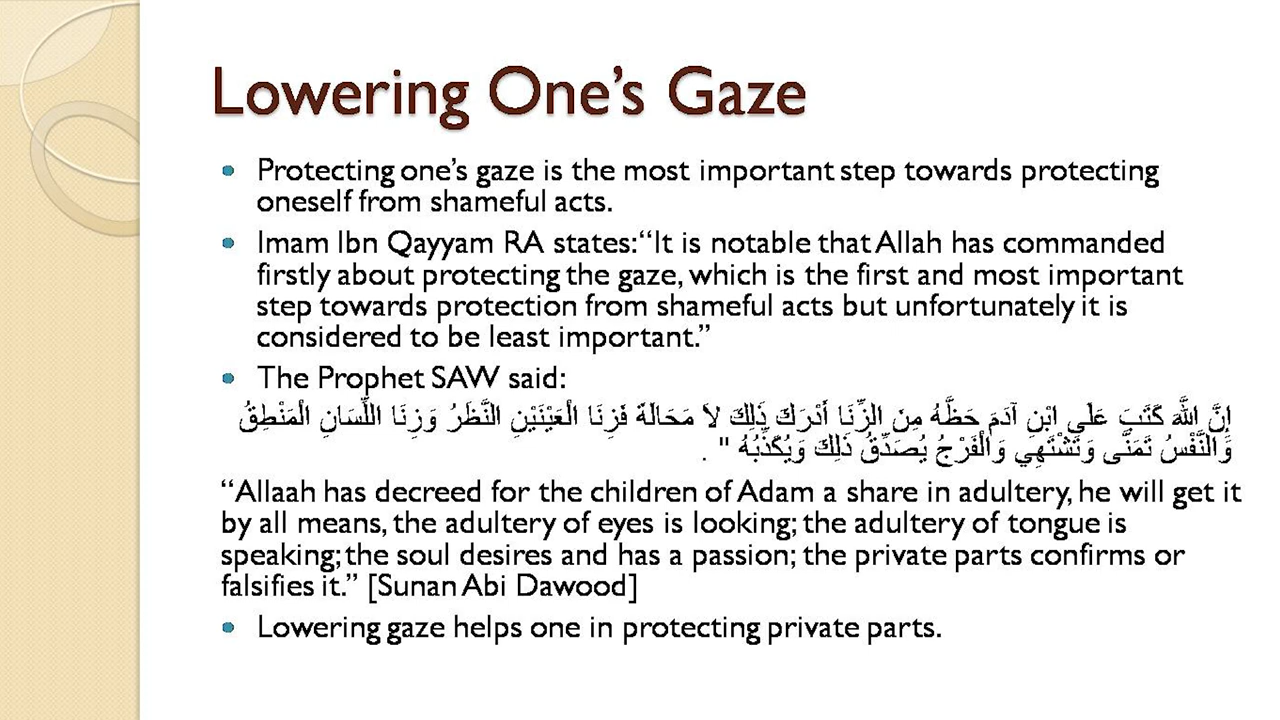 Lowering One's Gaze
• Protecting one's gaze is the most important step towards protecting
oneself from shameful acts.
• Imam Ibn Qayyam RA states:“It is notable that Allah has commanded
firstly about protecting the gaze, which is the first and most important
step towards protection from shameful acts but unfortunately it is
considered to be least important.”
• The Prophet SAW said:
إِنَّ اللَّهَ كَتَبَ عَلَى ابْنِ آدَمَ حَظَّهُ مِنَ الزِّنَا أَدْرَكَ ذَلِكَ لاَ مَحَالَةَ فَزِنَا الْعَيْنَيْنِ النَّظَرُ وَزِنَا اللِّسَانِ الْمَنْطِقُ
وَالنَّفْسُ تَمَنَّى وَتَشْتَهِي وَالْفَرْجُ يُصَدِّقُ ذَلِكَ وَيُكَذِّبُهُ " .
“Allaah has decreed for the children of Adam a share in adultery, he will get it
by all means, the adultery of eyes is looking; the adultery of tongue is
speaking; the soul desires and has a passion; the private parts confirms or
falsifies it.” [Sunan Abi Dawood]
• Lowering gaze helps one in protecting private parts.